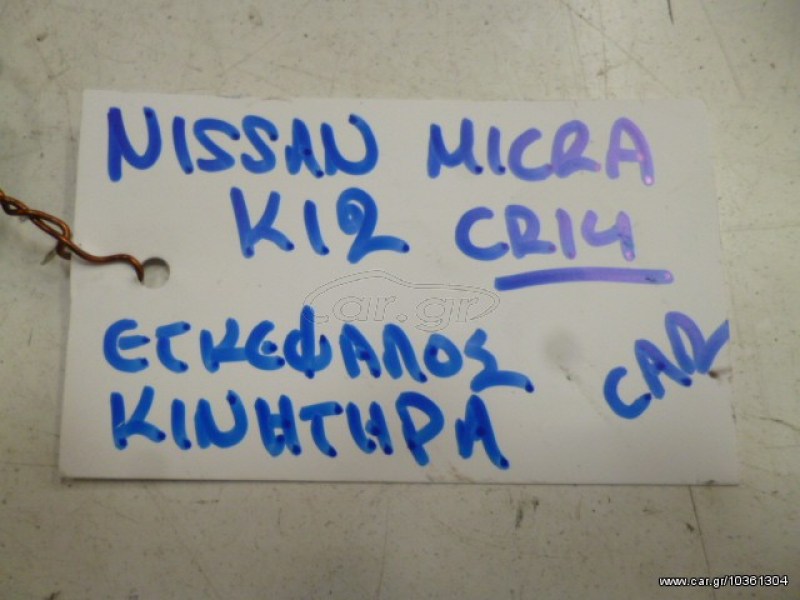 NISSAN MICRA
K12 CR14
ΕΓΚΕΦΑΛΟΣ
ΚΙΝΗΤΗΡΑ
CAR
car.gr
www.car.gr/10361304